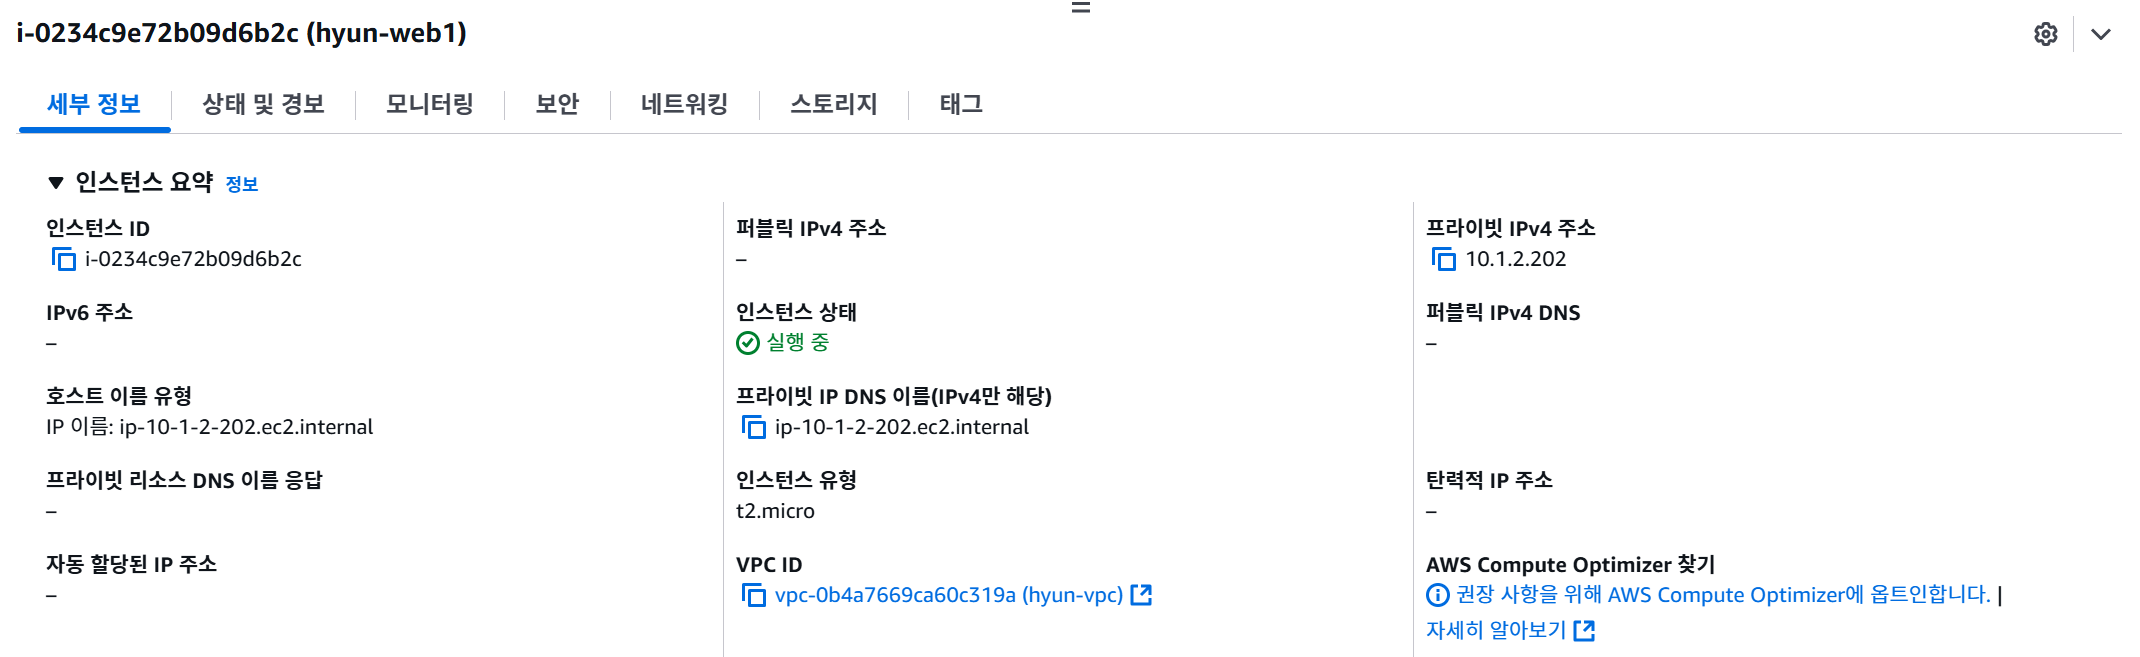 i-0234c9e72b09d6b2c (hyun-web1)
세부 정보
상태 및 경보
모니터링
보안
네트워킹
스토리지
태그
▼ 인스턴스 요약 정보
인스턴스 ID
i-0234c9e72b09d6b2c
퍼블릭 IPv4 주소
–
프라이빗 IPv4 주소
10.1.2.202
IPv6 주소
–
인스턴스 상태
실행 중
퍼블릭 IPv4 DNS
–
호스트 이름 유형
IP 이름: ip-10-1-2-202.ec2.internal
프라이빗 IP DNS 이름(IPv4만 해당)
ip-10-1-2-202.ec2.internal
프라이빗 리소스 DNS 이름 응답
–
인스턴스 유형
t2.micro
탄력적 IP 주소
–
자동 할당된 IP 주소
–
VPC ID
vpc-0b4a7669ca60c319a (hyun-vpc)
AWS Compute Optimizer 찾기
권장 사항을 위해 AWS Compute Optimizer에 옵트인합니다. |
자세히 알아보기